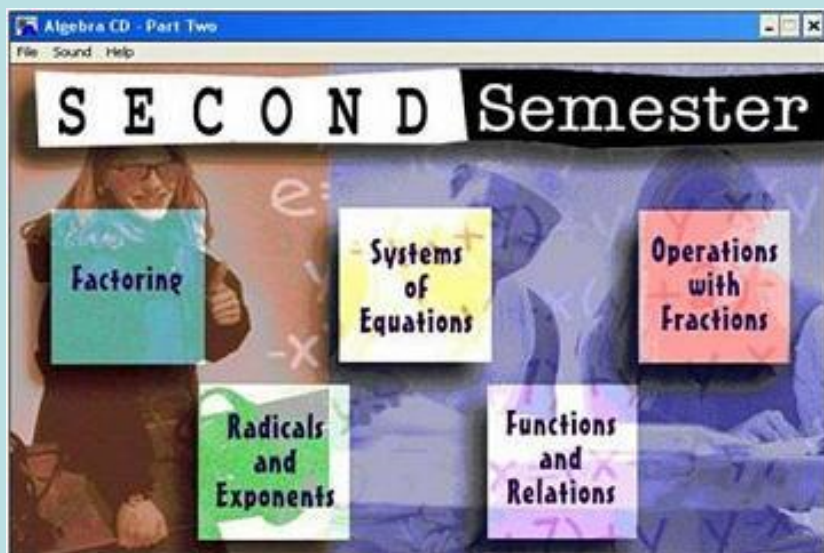 Algebra CD - Part Two
File Sound Help
SECOND Semester
Factoring
Systems
of
Equations
Operations
with
Fractions
Radicals
and
Exponents
Functions
and
Relations